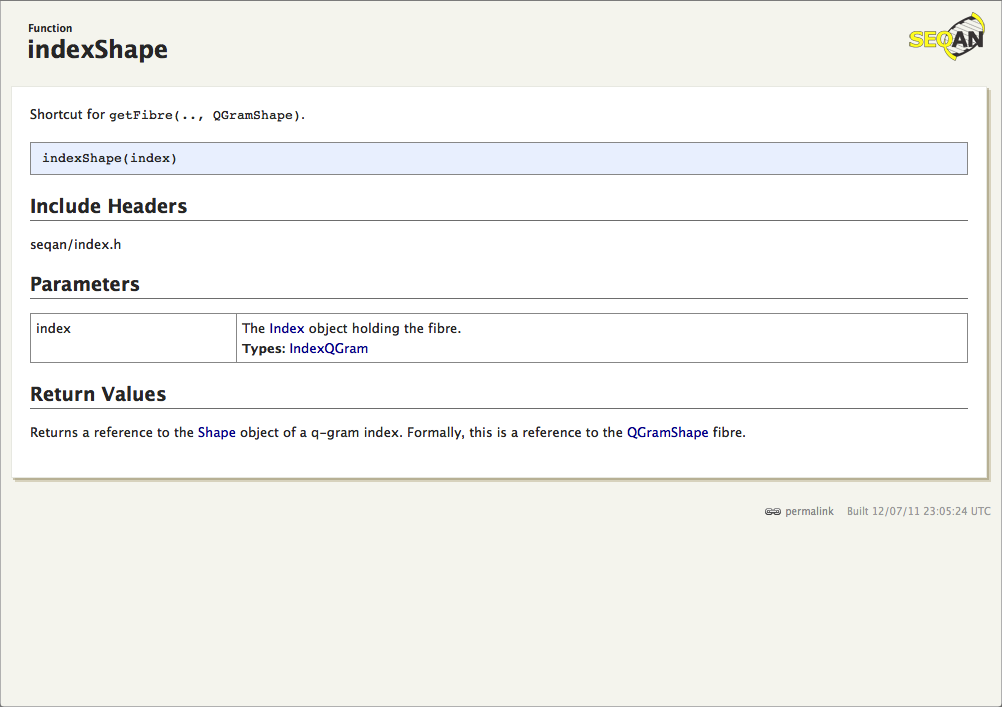 Function
indexShape
SEQAN
Shortcut for getFibre(.., QGramShape).
indexShape(index)
Include Headers
seqan/index.h
Parameters
index
The Index object holding the fibre.
Types: IndexQGram
Return Values
Returns a reference to the Shape object of a q-gram index. Formally, this is a reference to the QGramShape fibre.
permalink Built 12/07/11 23:05:24 UTC